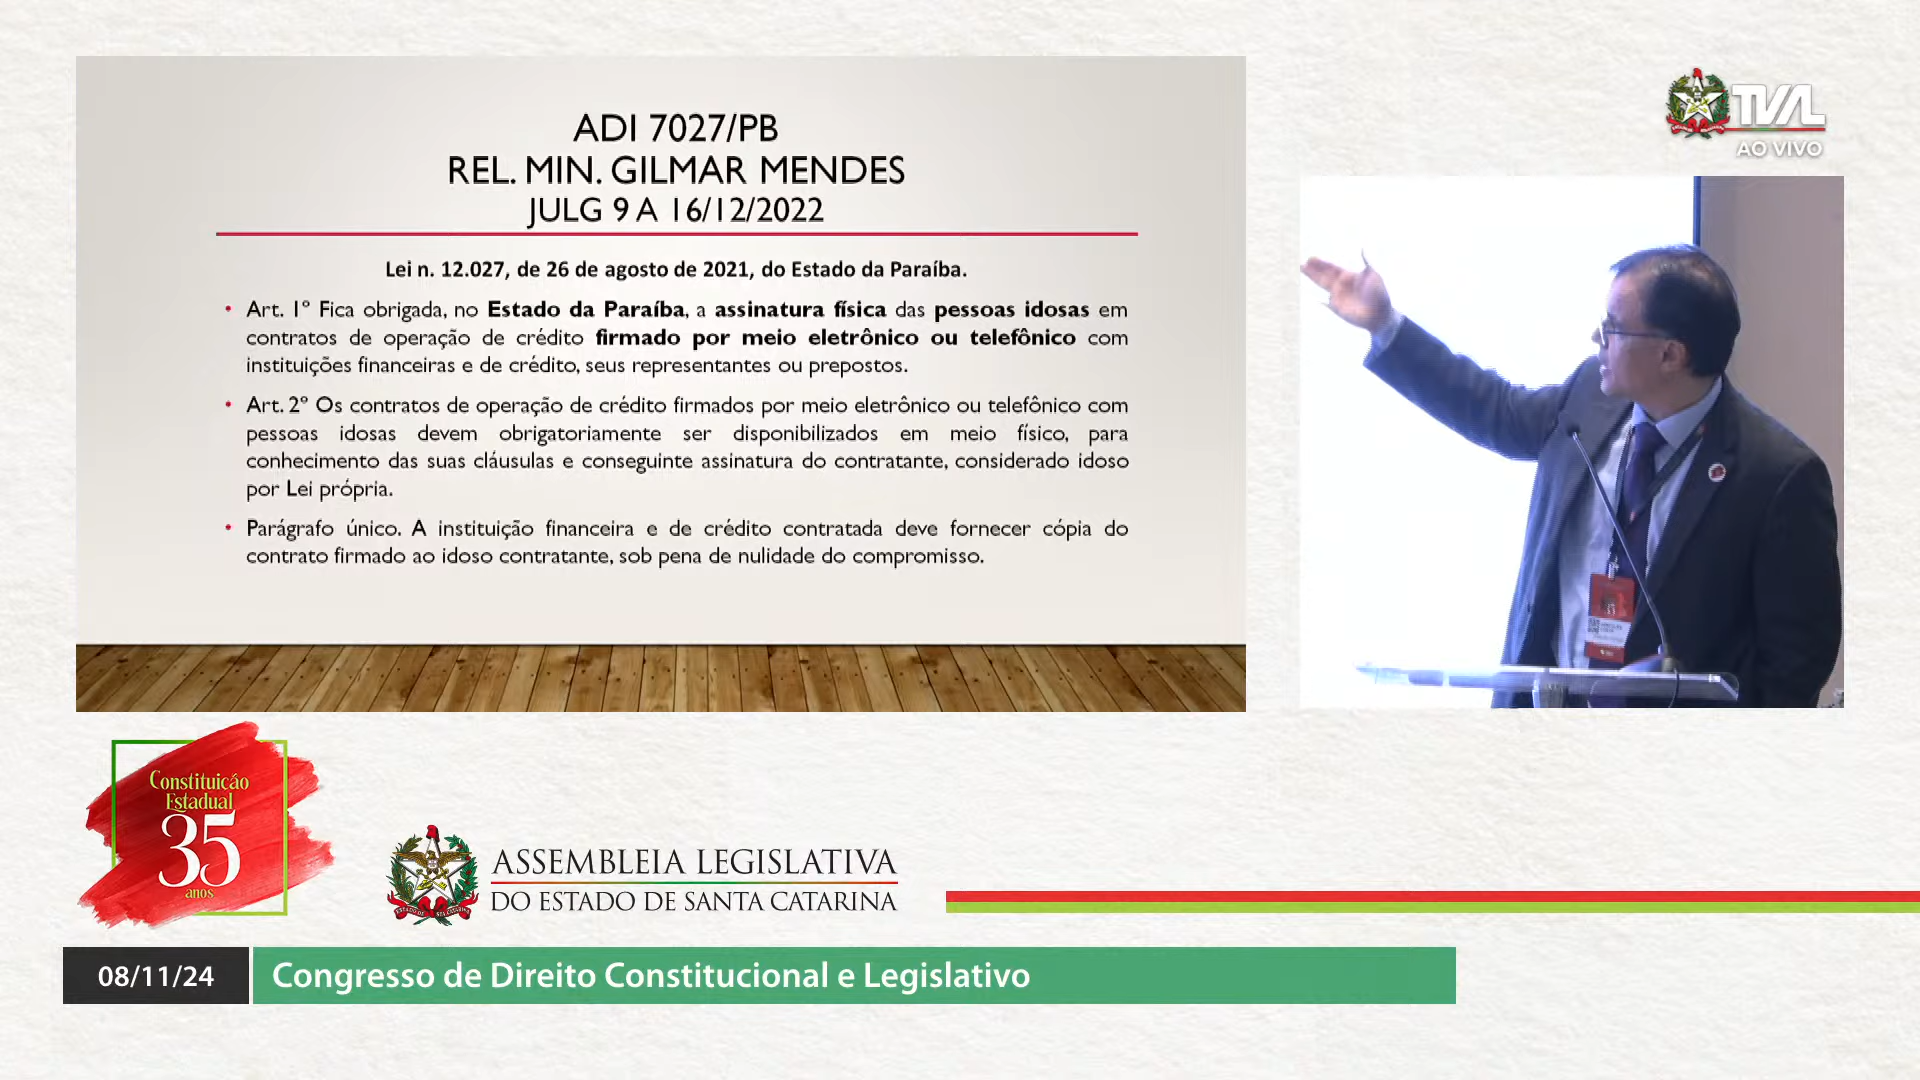 ADI 7027/PB
REL. MIN. GILMAR MENDES
JULG 9 A 16/12/2022
Lei n. 12.027, de 26 de agosto de 2021, do Estado da Paraíba.
• Art. 1º Fica obrigada, no Estado da Paraíba, a assinatura física das pessoas idosas em
contratos de operação de crédito firmado por meio eletrônico ou telefônico com
instituições financeiras e de crédito, seus representantes ou prepostos.
• Art. 2º Os contratos de operação de crédito firmados por meio eletrônico ou telefônico com
pessoas idosas devem obrigatoriamente ser disponibilizados em meio físico, para
conhecimento das suas cláusulas e conseguinte assinatura do contratante, considerado idoso
por Lei própria.
• Parágrafo único. A instituição financeira e de crédito contratada deve fornecer cópia do
contrato firmado ao idoso contratante, sob pena de nulidade do compromisso.
TVAL
AO VIVO
Constituição
Estadual
35
anos
ASSEMBLEIA LEGISLATIVA
DO ESTADO DE SANTA CATARINA
08/11/24
Congresso de Direito Constitucional e Legislativo